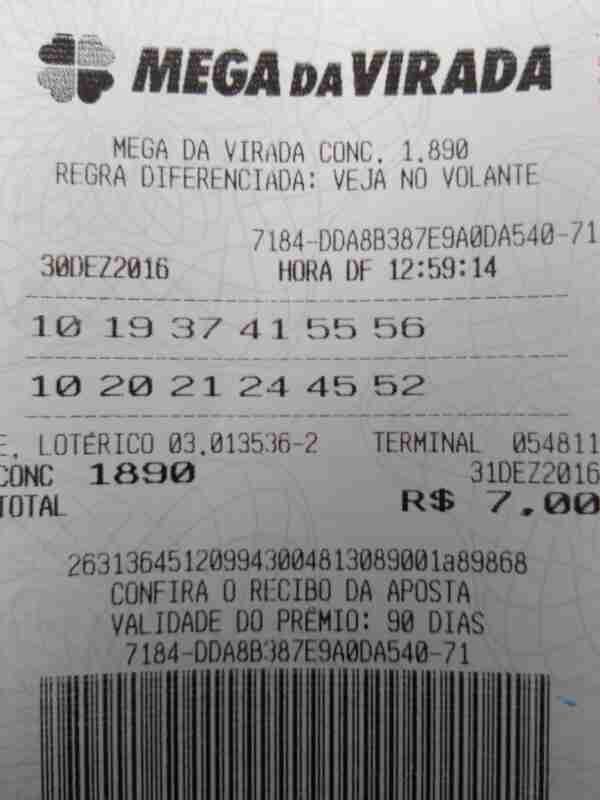 MEGA DA VIRADA
MEGA DA VIRADA CONC. 1.890
REGRA DIFERENCIADA: VEJA NO VOLANTE
7184-DDA8B387E9A0DA540-71
30DEZ2016 HORA DF 12:59:14
10 19 37 41 55 56
10 20 21 24 45 52
E. LOTÉRICO 03.013536-2 TERMINAL 054811
CONC 1890 31DEZ2016
TOTAL R$ 7.00
263136451209943004813089001a89868
CONFIRA O RECIBO DA APOSTA
VALIDADE DO PRÊMIO: 90 DIAS
7184-DDA8B387E9A0DA540-71